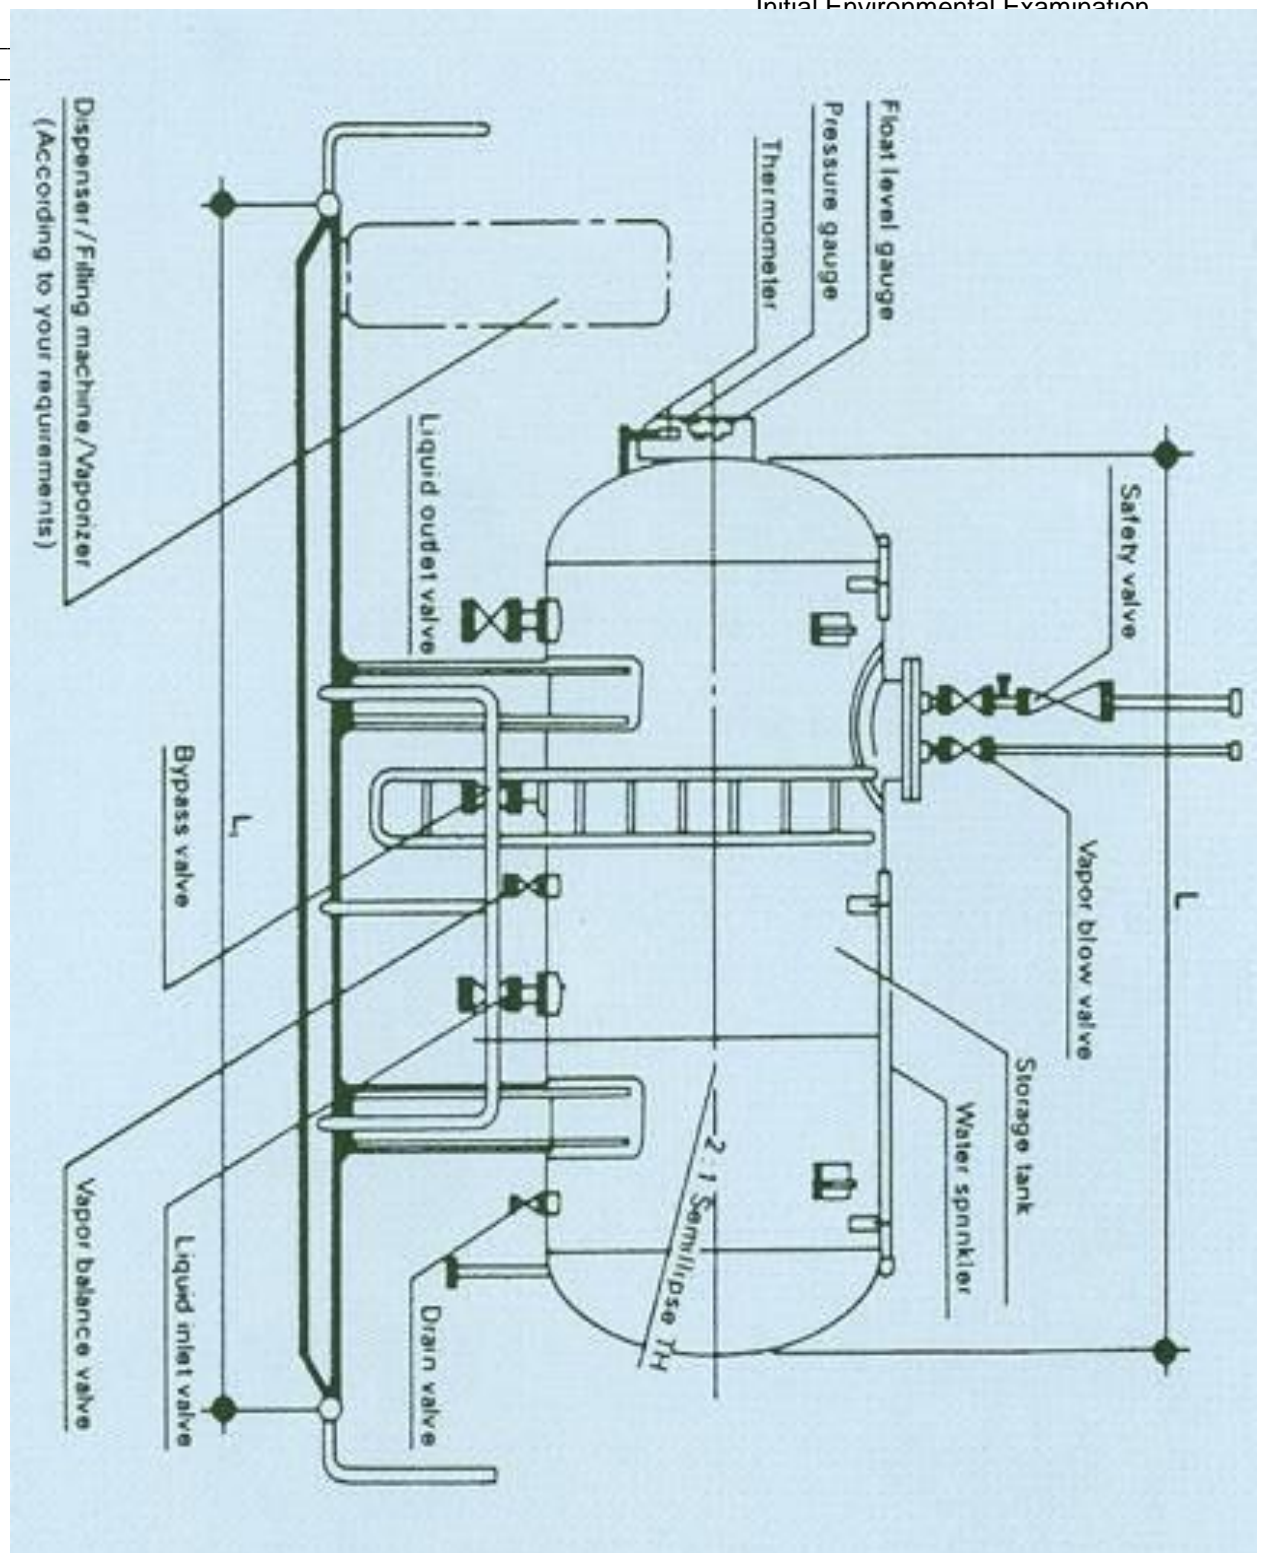 Initial Environmental Examination
Float level gauge
Pressure gauge
Thermometer
Safety valve
Vapor blow valve
Storage tank
Water sprinkler
L
2:1 Semillipse TH
Dispenser/Filling machine/Vaporizer
(According to your requirements)
Liquid outlet valve
Bypass valve
L₁
Vapor balance valve
Liquid inlet valve
Drain valve